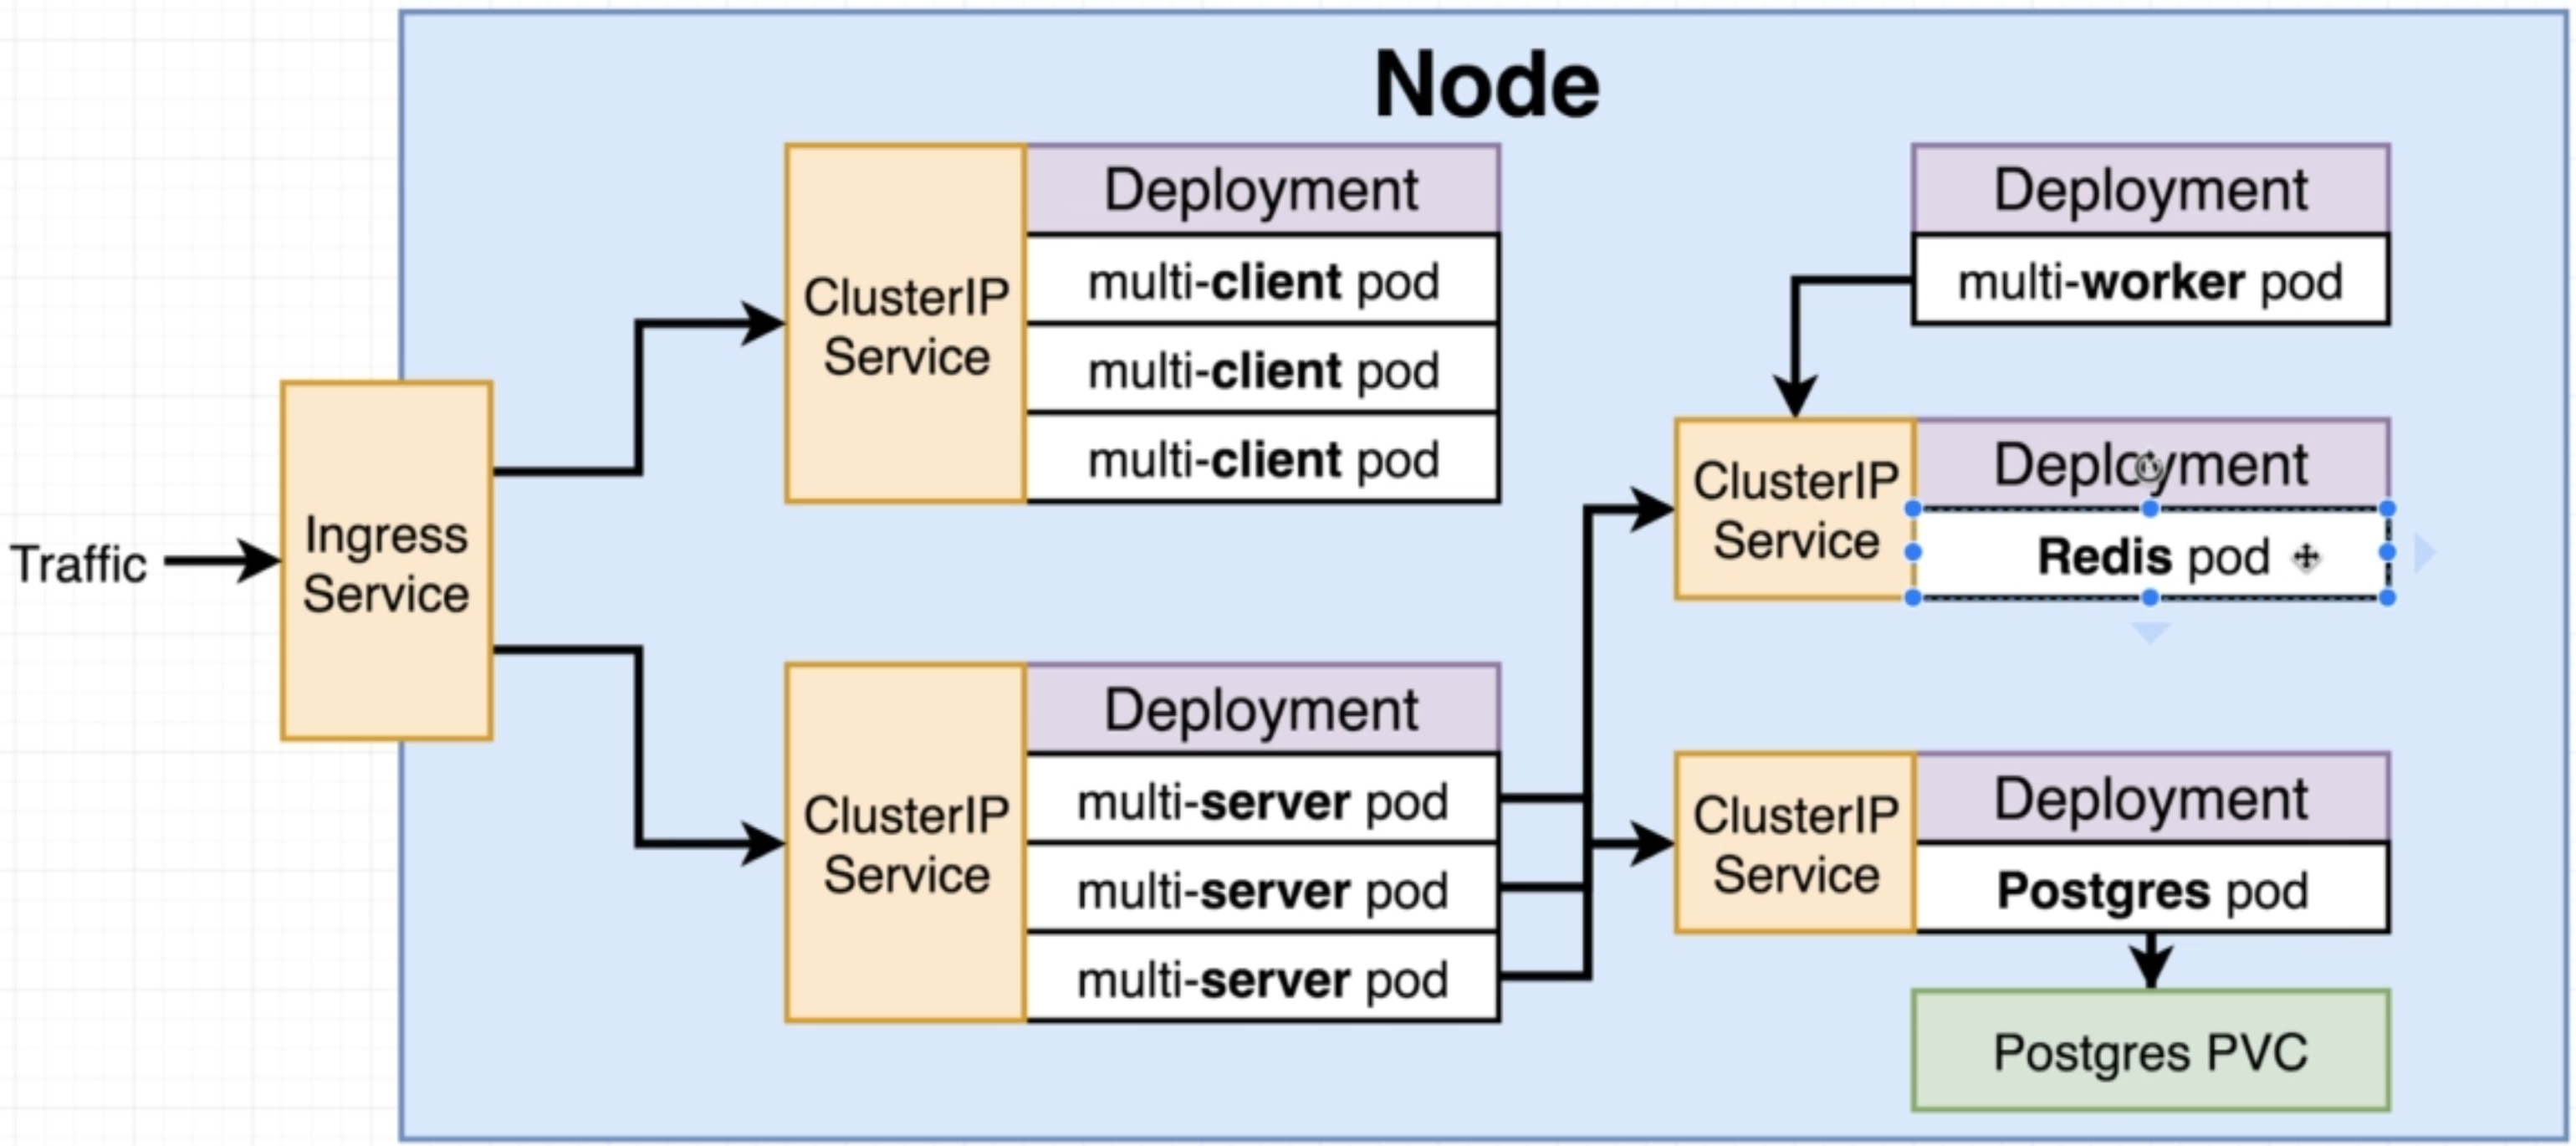 Node
Traffic
Ingress
Service
ClusterIP
Service
Deployment
multi-client pod
multi-client pod
multi-client pod
ClusterIP
Service
Deployment
multi-server pod
multi-server pod
multi-server pod
Deployment
multi-worker pod
ClusterIP
Service
Deployment
Redis pod
ClusterIP
Service
Deployment
Postgres pod
Postgres PVC